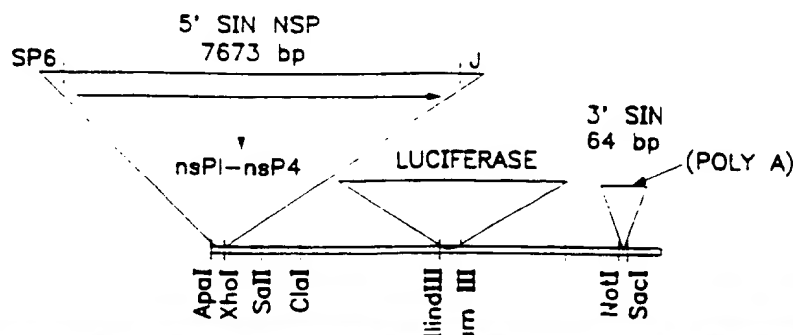 5' SIN NSP
7673 bp
SP6
J
3' SIN
64 bp
(POLY A)
nsP1-nsP4
LUCIFERASE
ApaI
XhoI
SalI
ClaI
III
NotI
SacI